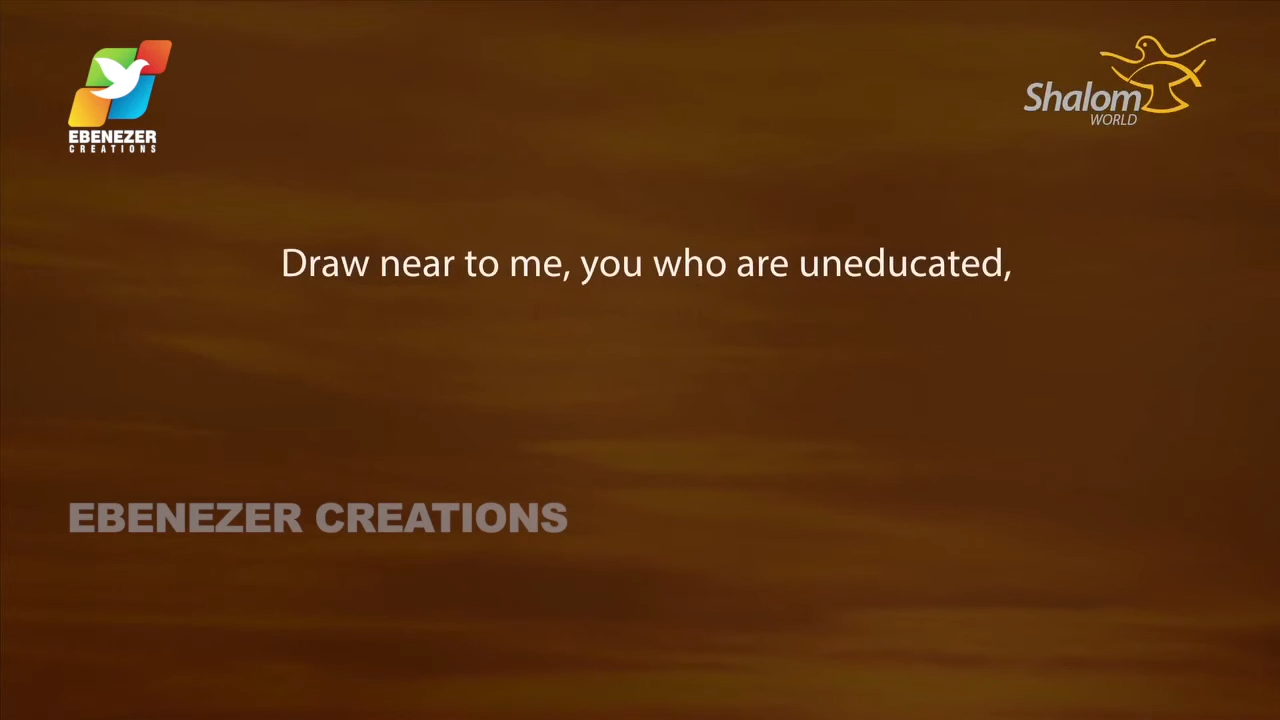 EBENEZER
CREATIONS
Shalom
WORLD
Draw near to me, you who are uneducated,
EBENEZER CREATIONS